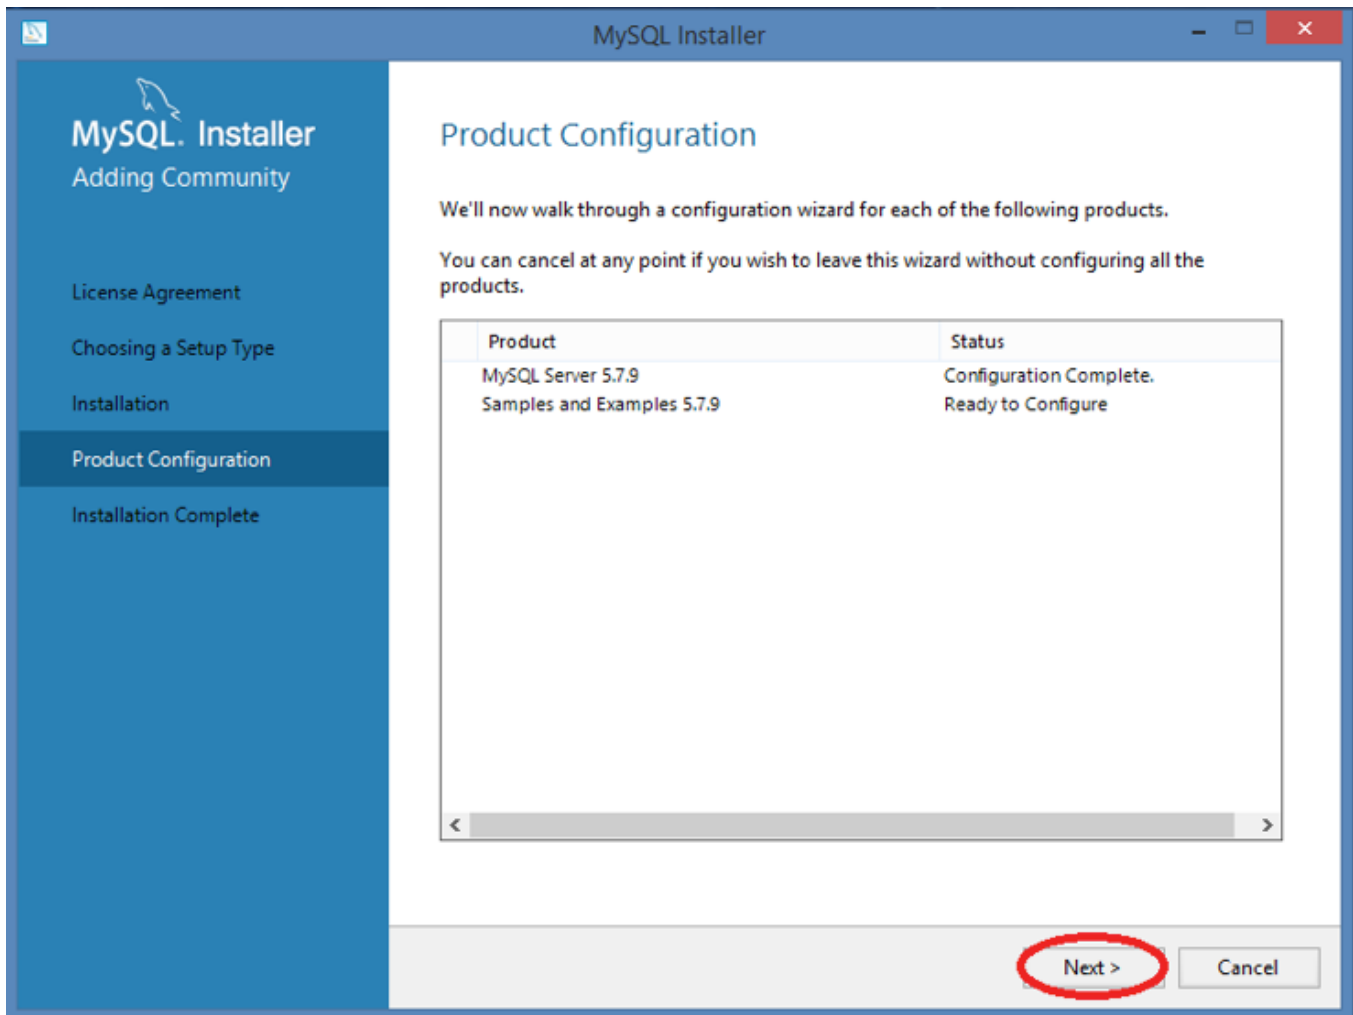 MySQL Installer
MySQL. Installer
Adding Community
License Agreement
Choosing a Setup Type
Installation
Product Configuration
Installation Complete
Product Configuration
We'll now walk through a configuration wizard for each of the following products.
You can cancel at any point if you wish to leave this wizard without configuring all the
products.
Product Status
MySQL Server 5.7.9 Configuration Complete.
Samples and Examples 5.7.9 Ready to Configure
Next > Cancel